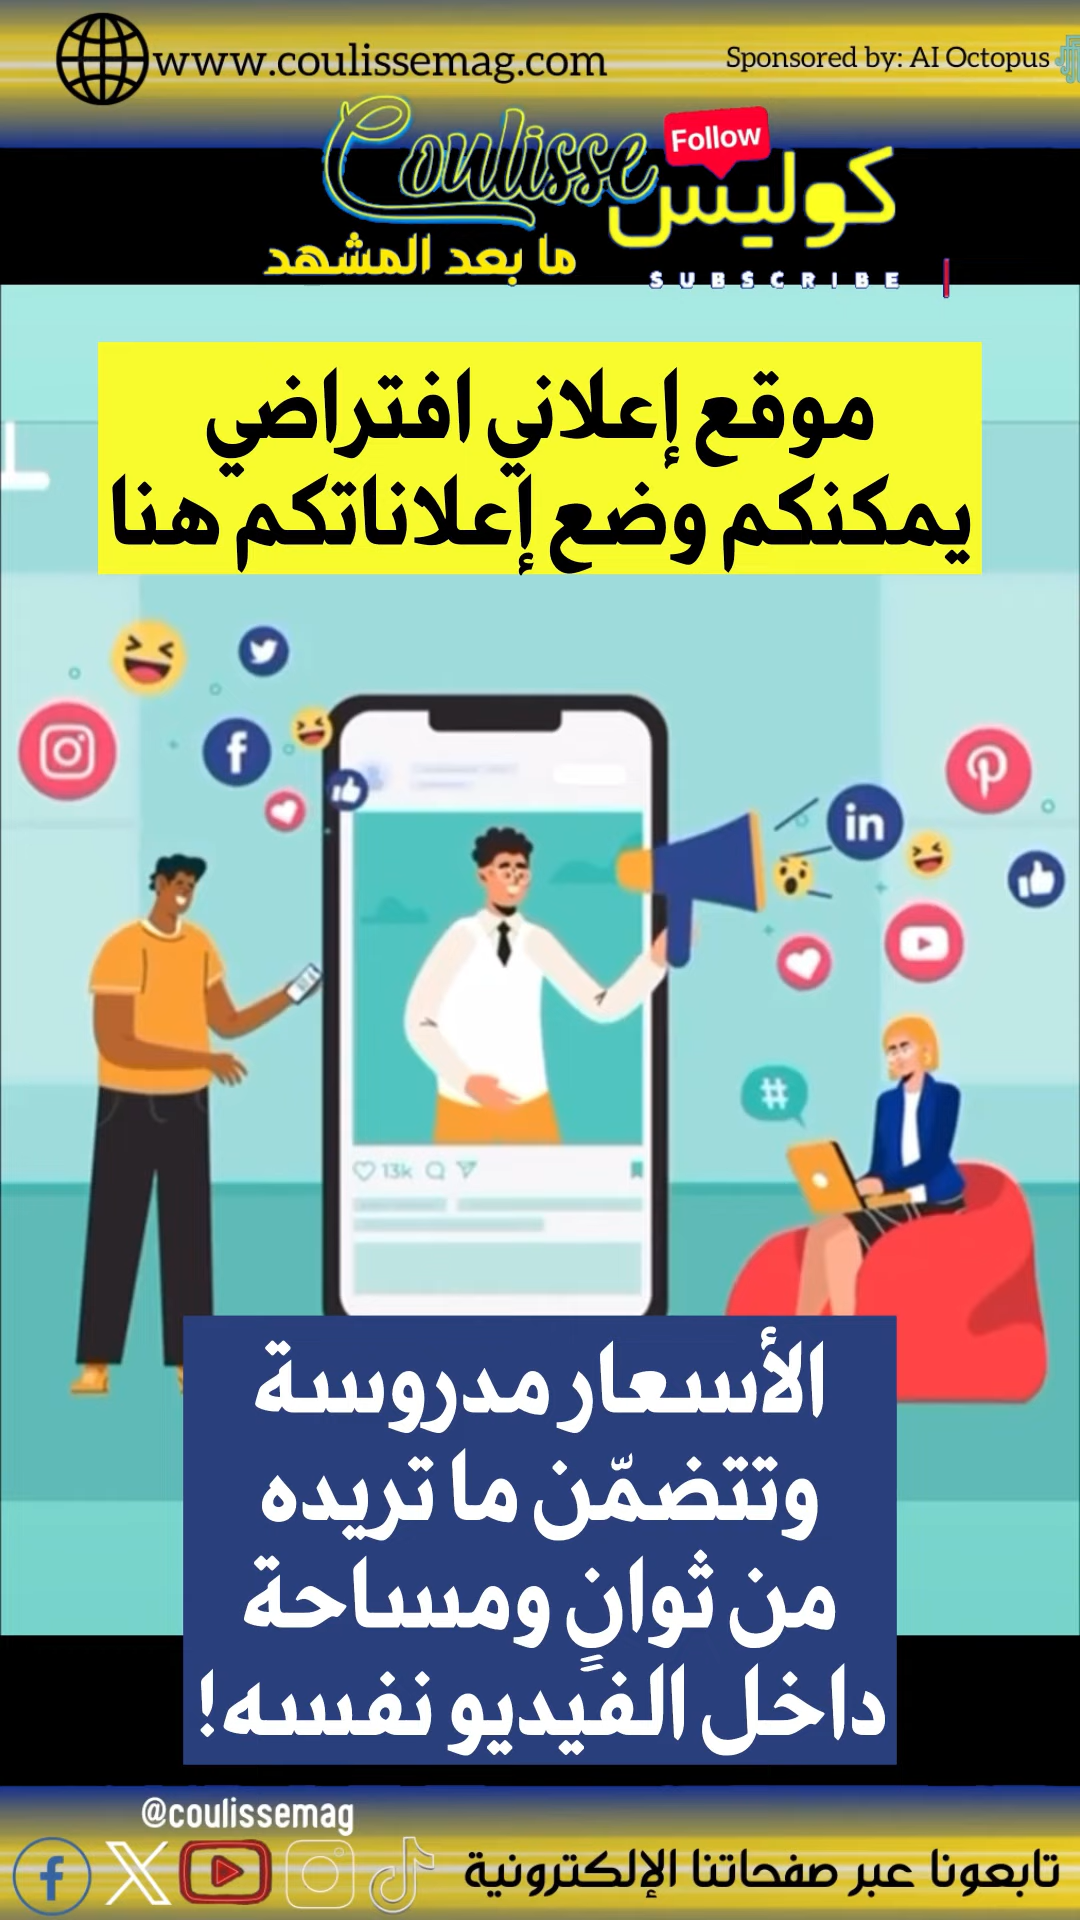 www.coulissemag.com
Sponsored by: AI Octopus
Coulisse
Follow
كوليس
ما بعد المشهد
SUBSCRIBE
موقع إعلاني افتراضي
يمكنكم وضع إعلاناتكم هنا
f
in
#
13k
الأسعار مدروسة
وتتضمّن ما تريده
من ثوانٍ ومساحة
داخل الفيديو نفسه!
@coulissemag
تابعونا عبر صفحاتنا الإلكترونية